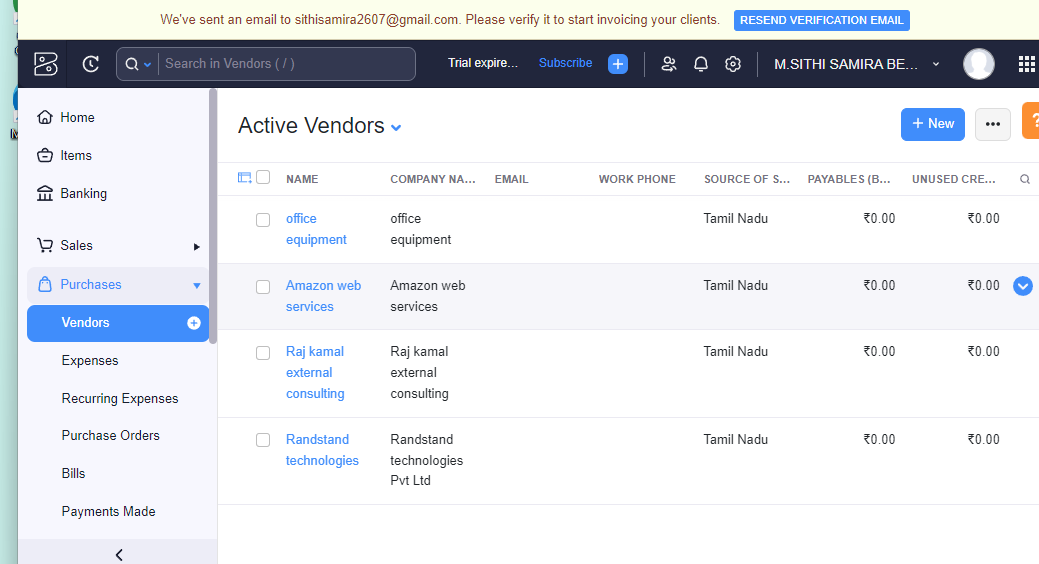 We've sent an email to sithisamira2607@gmail.com. Please verify it to start invoicing your clients. RESEND VERIFICATION EMAIL
Search in Vendors ( / ) Trial expire... Subscribe M.SITHI SAMIRA BE...
Home
Items
Banking
Sales
Purchases
Vendors
Expenses
Recurring Expenses
Purchase Orders
Bills
Payments Made
Active Vendors
+ New
?
NAME COMPANY NA... EMAIL WORK PHONE SOURCE OF S... PAYABLES (B... UNUSED CRE...
office office Tamil Nadu ₹0.00 ₹0.00
equipment equipment
Amazon web Amazon web Tamil Nadu ₹0.00 ₹0.00
services services
Raj kamal Raj kamal Tamil Nadu ₹0.00 ₹0.00
external external
consulting consulting
Randstand Randstand Tamil Nadu ₹0.00 ₹0.00
technologies technologies
Pvt Ltd